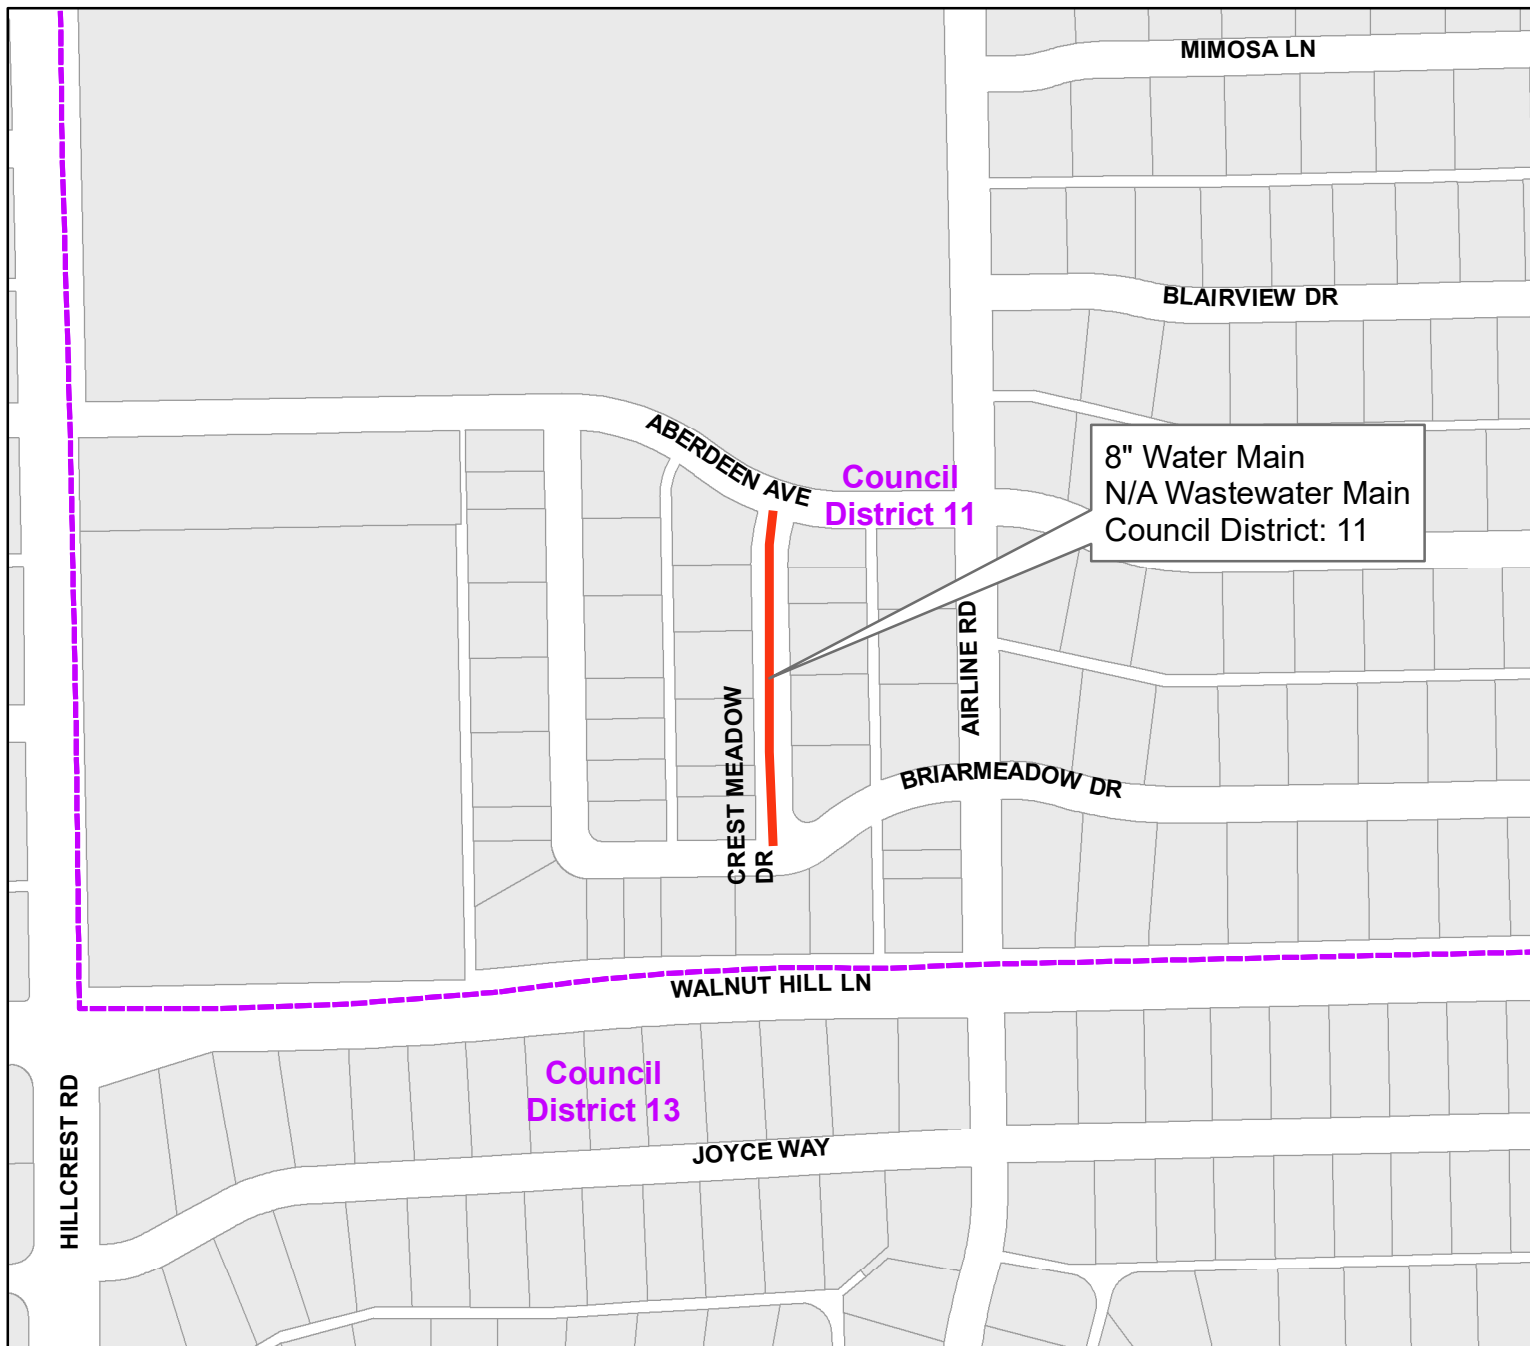 MIMOSA LN
BLAIRVIEW DR
ABERDEEN AVE
Council
District 11
8" Water Main
N/A Wastewater Main
Council District: 11
AIRLINE RD
CREST MEADOW
DR
BRIARMEADOW DR
WALNUT HILL LN
Council
District 13
HILLCREST RD
JOYCE WAY